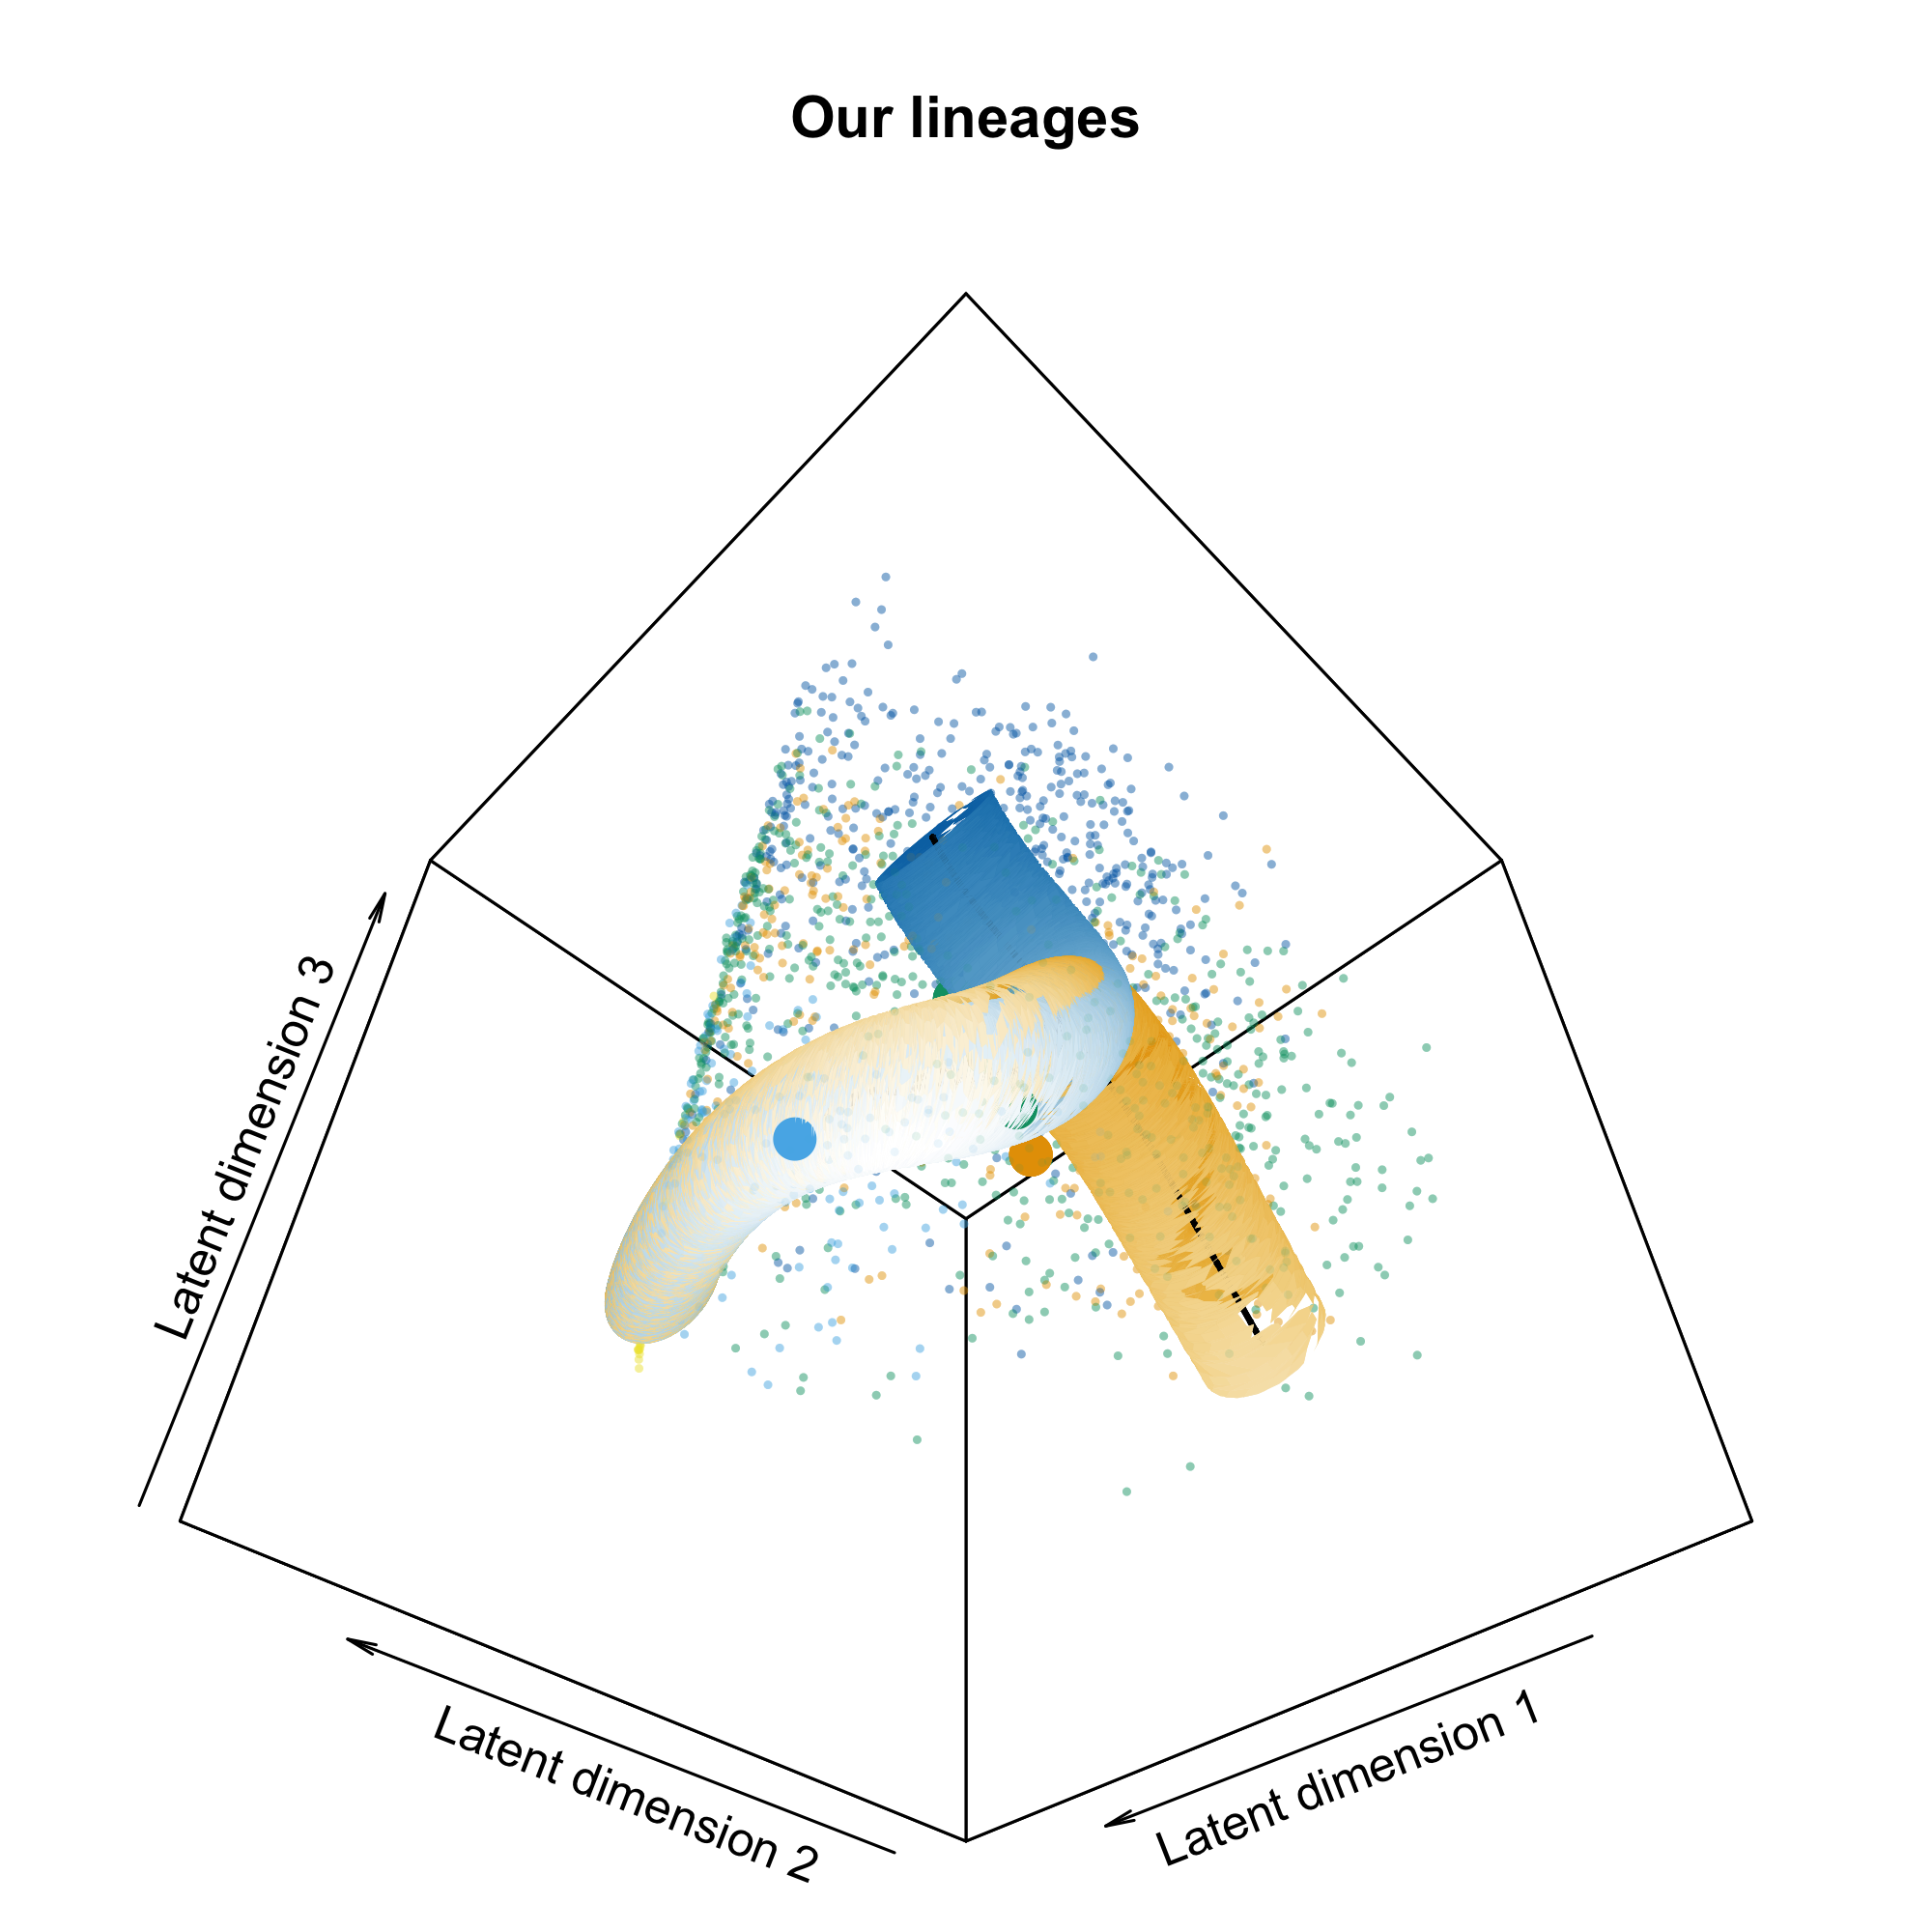 Our lineages
Latent dimension 3
Latent dimension 2
Latent dimension 1